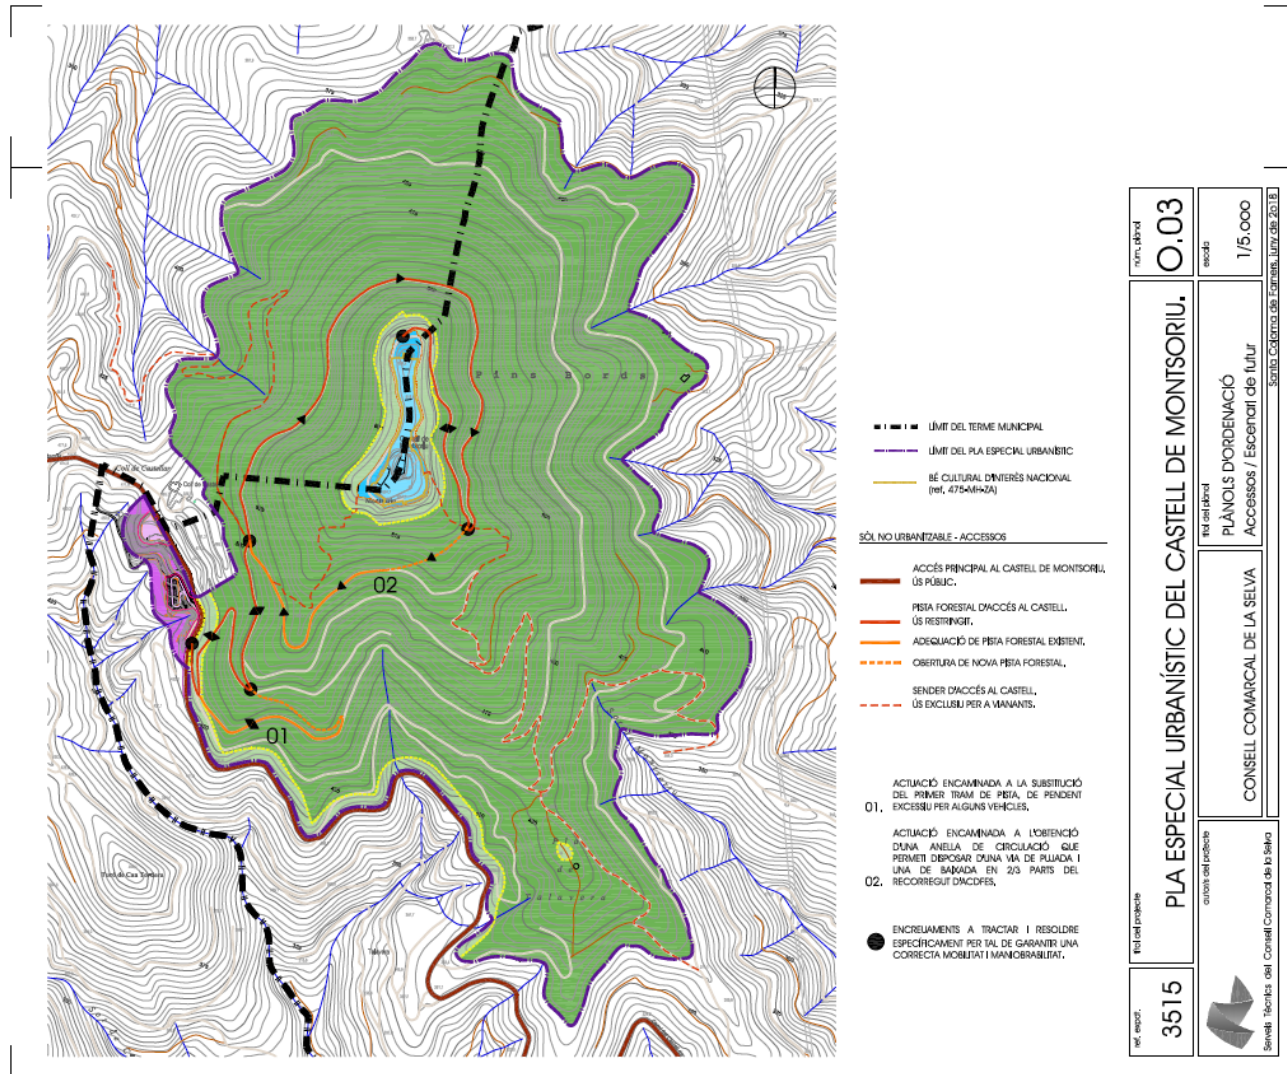 Coll de Castellar
Pins Bords
02
01
Turó de Can Tordera
Talavera
LÍMIT DEL TERME MUNICIPAL
LÍMIT DEL PLA ESPECIAL URBANÍSTIC
BÉ CULTURAL D'INTERÈS NACIONAL
(ref. 475-MH-ZA)
SÒL NO URBANITZABLE - ACCESSOS
ACCÉS PRINCIPAL AL CASTELL DE MONTSORIU.
ÚS PÚBLIC.
PISTA FORESTAL D'ACCÉS AL CASTELL.
ÚS RESTRINGIT.
ADEQUACIÓ DE PISTA FORESTAL EXISTENT.
OBERTURA DE NOVA PISTA FORESTAL.
SENDER D'ACCÉS AL CASTELL.
ÚS EXCLUSIU PER A VIANANTS.
ACTUACIÓ ENCAMINADA A LA SUBSTITUCIÓ
DEL PRIMER TRAM DE PISTA, DE PENDENT
01. EXCESSIU PER ALGUNS VEHICLES.
ACTUACIÓ ENCAMINADA A L'OBTENCIÓ
D'UNA ANELLA DE CIRCULACIÓ QUE
PERMETI DISPOSAR D'UNA VIA DE PUJADA I
UNA DE BAIXADA EN 2/3 PARTS DEL
02. RECORREGUT D'ACDFES.
ENCREUAMENTS A TRACTAR I RESOLDRE
ESPECÍFICAMENT PER TAL DE GARANTIR UNA
CORRECTA MOBILITAT I MANIOBRABILITAT.
ref. expdt.
3515
títol del projecte
PLA ESPECIAL URBANÍSTIC DEL CASTELL DE MONTSORIU.
núm. plànol
O.03
Serveis Tècnics del Consell Comarcal de la Selva
autors del projecte
CONSELL COMARCAL DE LA SELVA
títol del plànol
PLÀNOLS D'ORDENACIÓ
Accessos / Escenari de futur
escala
1/5.000
Santa Coloma de Farners, juny de 2018